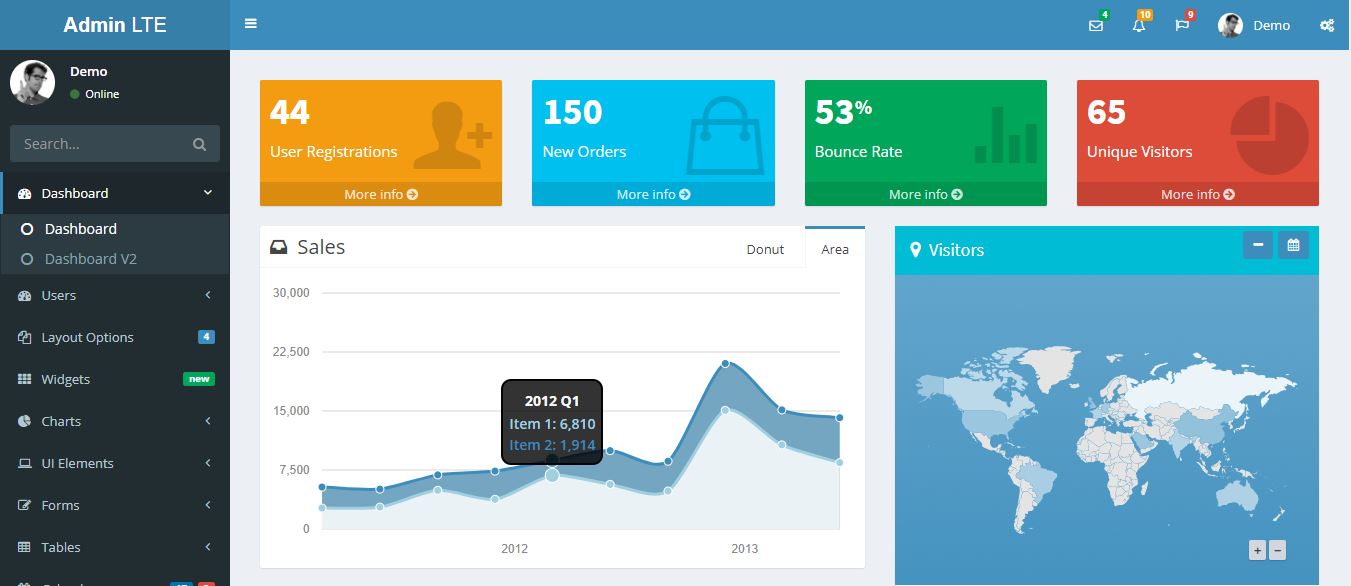 Admin LTE
4
10
9
Demo
Demo
Online
Search...
Dashboard
Dashboard
Dashboard V2
Users
Layout Options 4
Widgets new
Charts
UI Elements
Forms
Tables
44
User Registrations
More info
150
New Orders
More info
53%
Bounce Rate
More info
65
Unique Visitors
More info
Sales
Donut
Area
30,000
22,500
15,000
7,500
0
2012 Q1
Item 1: 6,810
Item 2: 1,914
2012
2013
Visitors
+
−